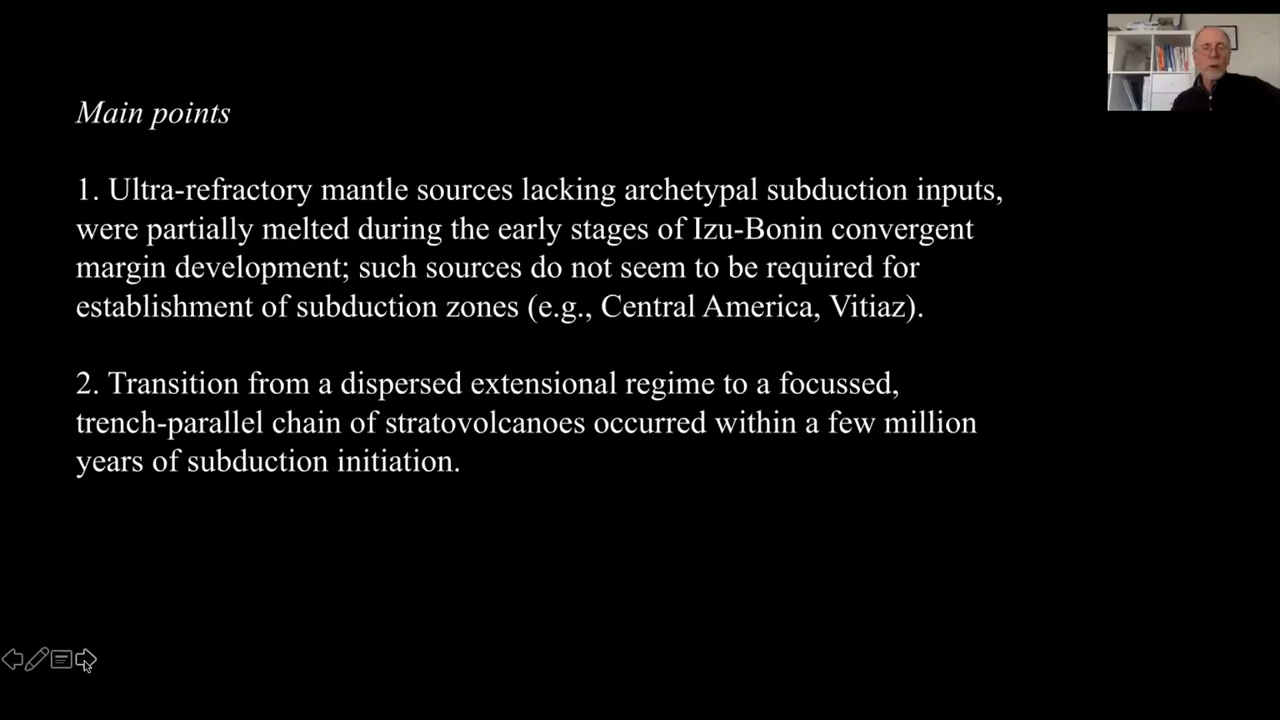 Main points
1. Ultra-refractory mantle sources lacking archetypal subduction inputs,
were partially melted during the early stages of Izu-Bonin convergent
margin development; such sources do not seem to be required for
establishment of subduction zones (e.g., Central America, Vitiaz).
2. Transition from a dispersed extensional regime to a focussed,
trench-parallel chain of stratovolcanoes occurred within a few million
years of subduction initiation.